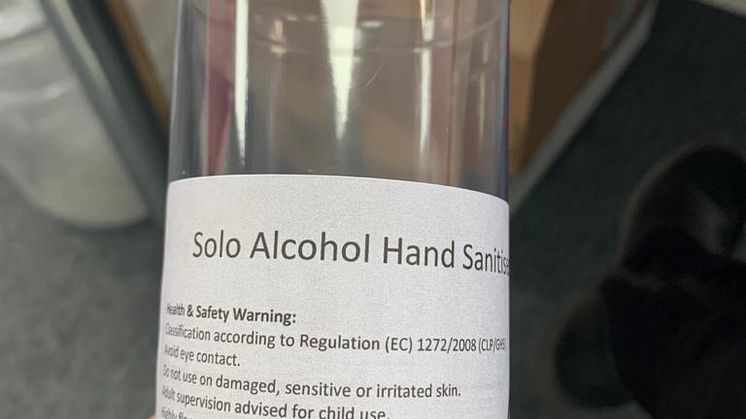 Solo Alcohol Hand Sanitise
Health & Safety Warning:
Classification according to Regulation (EC) 1272/2008 (CLP/GHS)
Avoid eye contact.
Do not use on damaged, sensitive or irritated skin.
Adult supervision advised for child use.
Highly